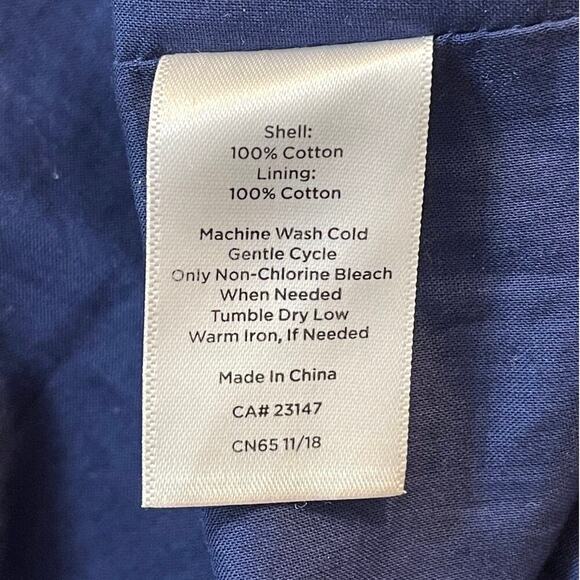 Shell:
100% Cotton
Lining:
100% Cotton
Machine Wash Cold
Gentle Cycle
Only Non-Chlorine Bleach
When Needed
Tumble Dry Low
Warm Iron, If Needed
Made In China
CA# 23147
CN65 11/18